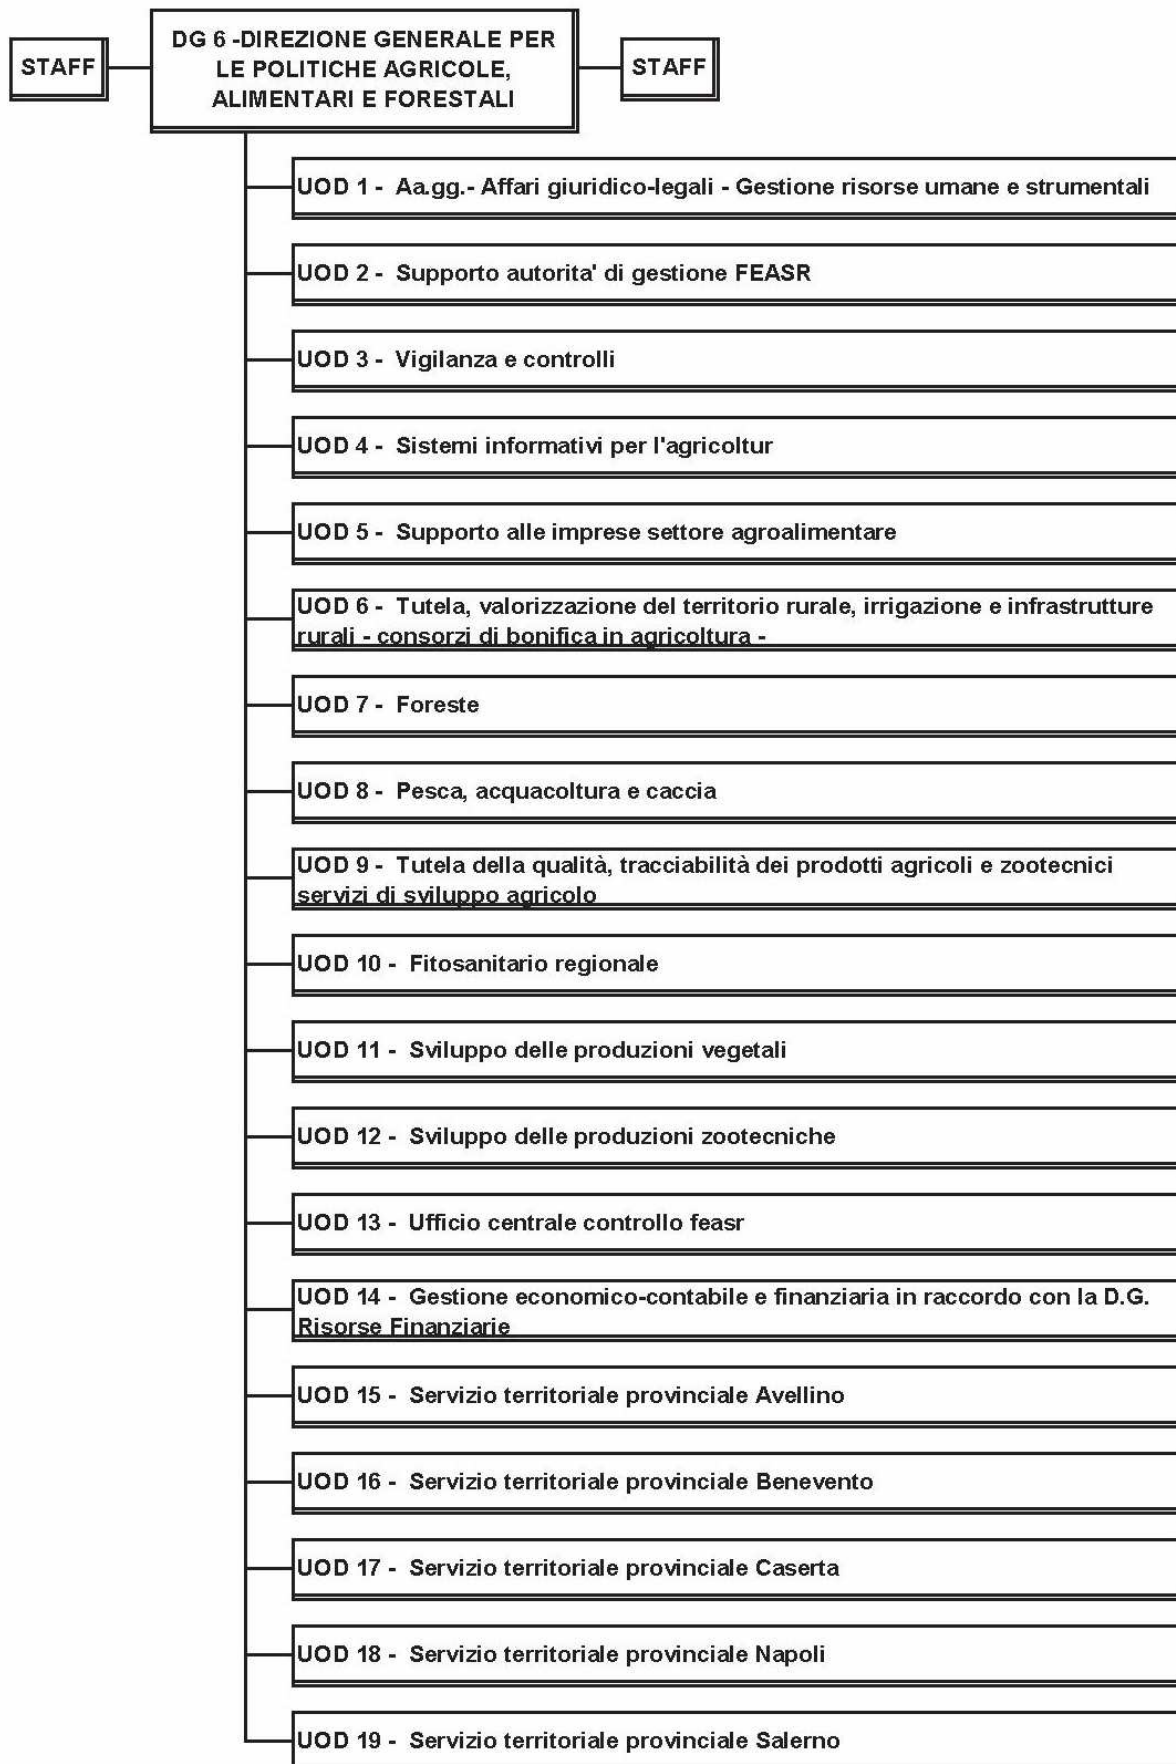 STAFF
DG 6 -DIREZIONE GENERALE PER
LE POLITICHE AGRICOLE,
ALIMENTARI E FORESTALI
STAFF
UOD 1 - Aa.gg.- Affari giuridico-legali - Gestione risorse umane e strumentali
UOD 2 - Supporto autorita' di gestione FEASR
UOD 3 - Vigilanza e controlli
UOD 4 - Sistemi informativi per l'agricoltur
UOD 5 - Supporto alle imprese settore agroalimentare
UOD 6 - Tutela, valorizzazione del territorio rurale, irrigazione e infrastrutture
rurali - consorzi di bonifica in agricoltura -
UOD 7 - Foreste
UOD 8 - Pesca, acquacoltura e caccia
UOD 9 - Tutela della qualità, tracciabilità dei prodotti agricoli e zootecnici
servizi di sviluppo agricolo
UOD 10 - Fitosanitario regionale
UOD 11 - Sviluppo delle produzioni vegetali
UOD 12 - Sviluppo delle produzioni zootecniche
UOD 13 - Ufficio centrale controllo feasr
UOD 14 - Gestione economico-contabile e finanziaria in raccordo con la D.G.
Risorse Finanziarie
UOD 15 - Servizio territoriale provinciale Avellino
UOD 16 - Servizio territoriale provinciale Benevento
UOD 17 - Servizio territoriale provinciale Caserta
UOD 18 - Servizio territoriale provinciale Napoli
UOD 19 - Servizio territoriale provinciale Salerno